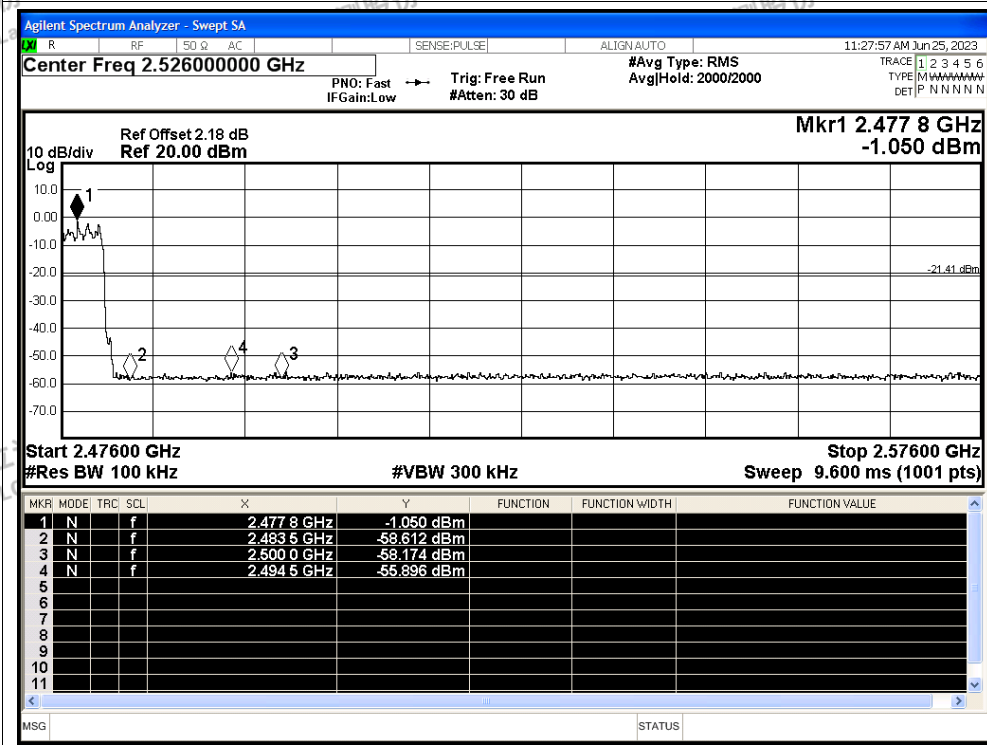 Agilent Spectrum Analyzer - Swept SA
LXI R RF 50 Ω AC SENSE:PULSE ALIGN AUTO 11:27:57 AM Jun 25, 2023
Center Freq 2.526000000 GHz
PNO: Fast
IFGain:Low
Trig: Free Run
#Atten: 30 dB
#Avg Type: RMS
Avg|Hold: 2000/2000
TRACE 1 2 3 4 5 6
TYPE M
DET P N N N N N
Mkr1 2.477 8 GHz
-1.050 dBm
Ref Offset 2.18 dB
10 dB/div Ref 20.00 dBm
Log
10.0
1
0.00
-10.0
-20.0
-21.41 dBm
-30.0
-40.0
-50.0
2 4 3
-60.0
-70.0
Start 2.47600 GHz Stop 2.57600 GHz
#Res BW 100 kHz #VBW 300 kHz Sweep 9.600 ms (1001 pts)
MKR MODE TRC SCL X Y FUNCTION FUNCTION WIDTH FUNCTION VALUE
1 N f 2.477 8 GHz -1.050 dBm
2 N f 2.483 5 GHz -58.612 dBm
3 N f 2.500 0 GHz -58.174 dBm
4 N f 2.494 5 GHz -55.896 dBm
5
6
7
8
9
10
11
MSG STATUS